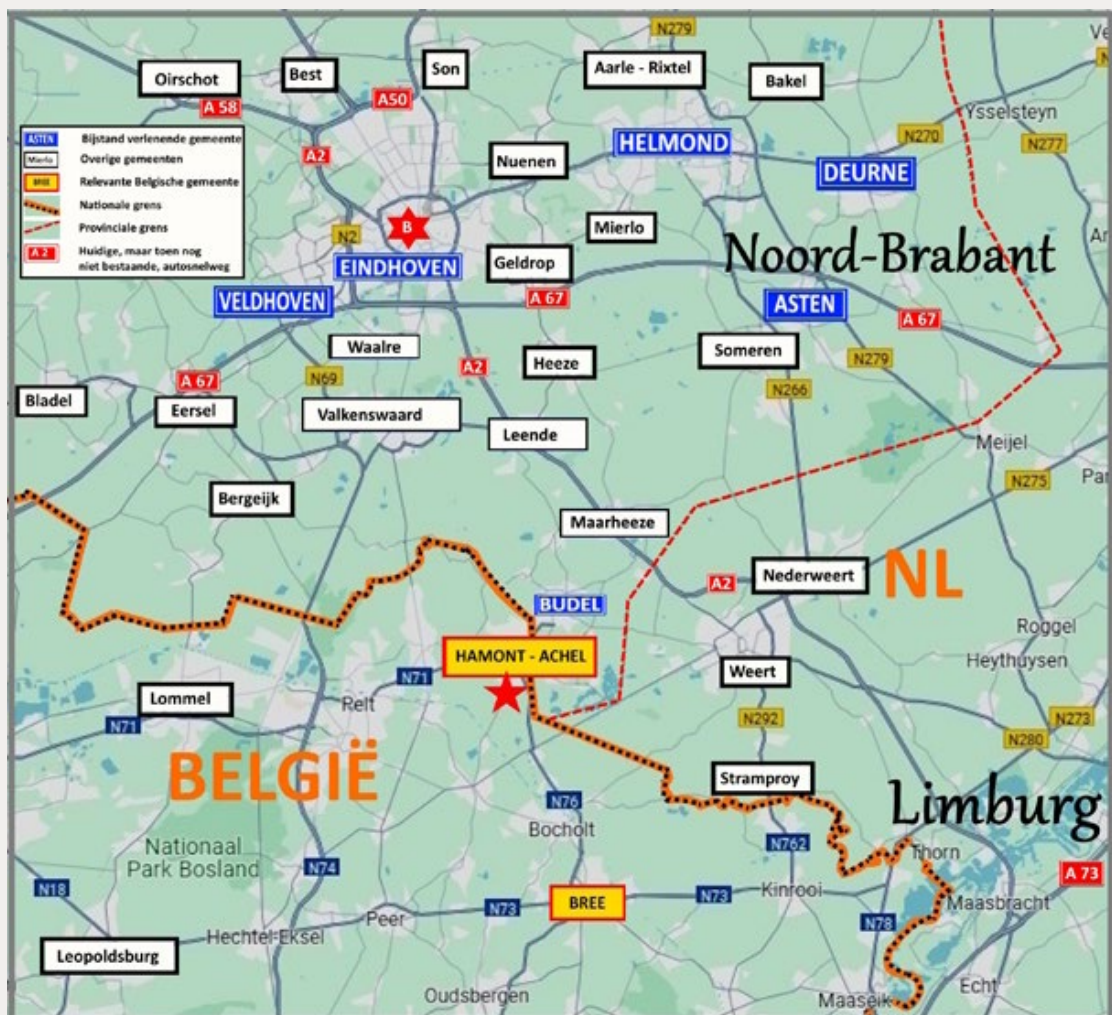 N279
Ve
Oirschot
Best
Son
Aarle - Rixtel
Bakel
A 58
A50
Ysselsteyn
ASTEN Bijstand verlenende gemeente
Mierlo Overige gemeenten
BREE Relevante Belgische gemeente
Nationale grens
Provinciale grens
A 2 Huidige, maar toen nog
niet bestaande, autosnelweg
A2
Nuenen
HELMOND
N270
N277
DEURNE
B
N2
Mierlo
Ar
Noord-Brabant
EINDHOVEN
Geldrop
VELDHOVEN
A 67
ASTEN
A 67
Waalre
Heeze
Someren
N279
A2
N69
A 67
N266
Bladel
Eersel
Valkenswaard
Leende
Meijel
N275
Par
Bergeijk
Maarheeze
A2
Nederweert
NL
BUDEL
Roggel
HAMONT - ACHEL
N71
Weert
Heythuysen
Lommel
Relt
N71
N292
N273
N280
BELGIË
Stramproy
Limburg
N76
Bocholt
Nationaal
Park Bosland
N762
Thorn
N74
A 73
N18
Kinrooi
BREE
N73
N73
Maasbracht
Peer
N78
Hechtel-Eksel
Leopoldsburg
Oudsbergen
Maaseik
Echt